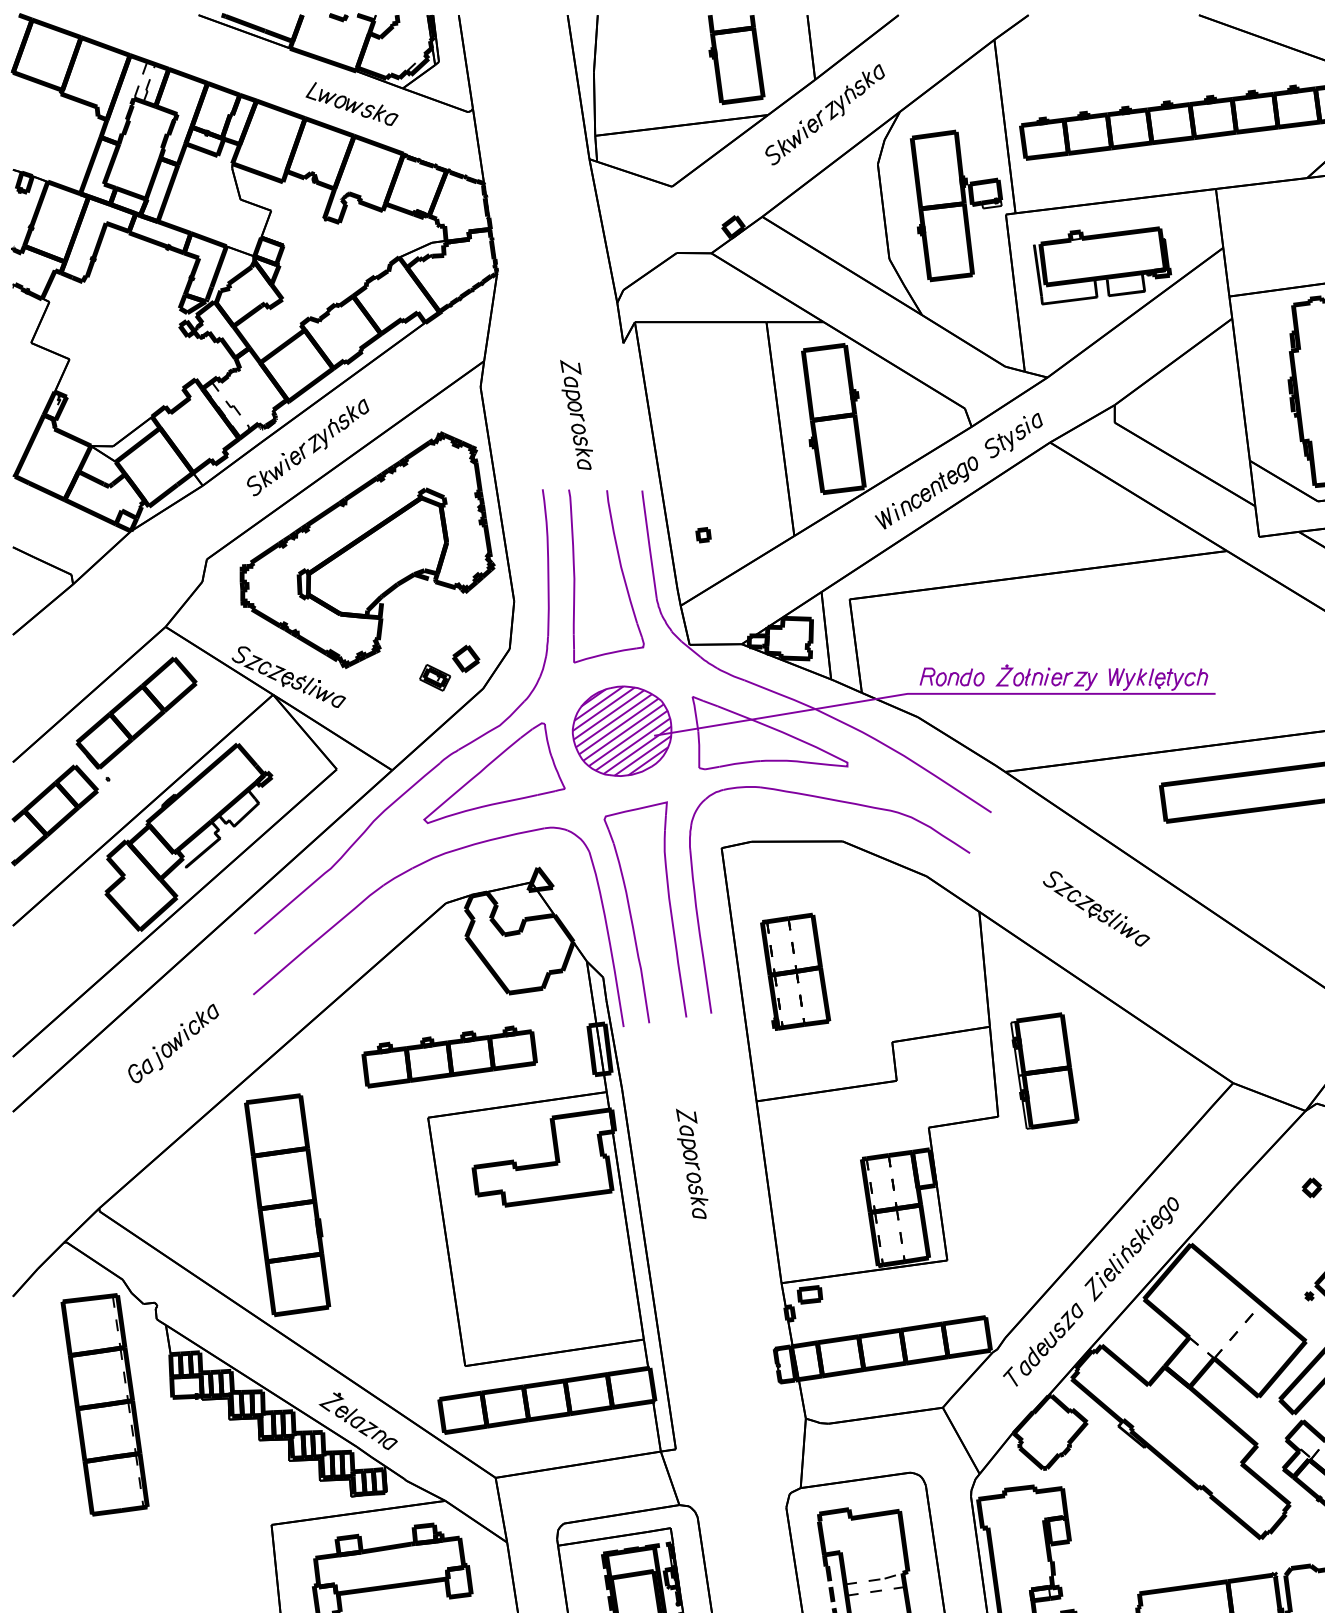 Lwowska
Skwierzyńska
Zaporoska
Skwierzyńska
Wincentego Stysia
Szczęśliwa
Rondo Żołnierzy Wyklętych
Szczęśliwa
Gajowicka
Zaporoska
Tadeusza Zielińskiego
Żelazna